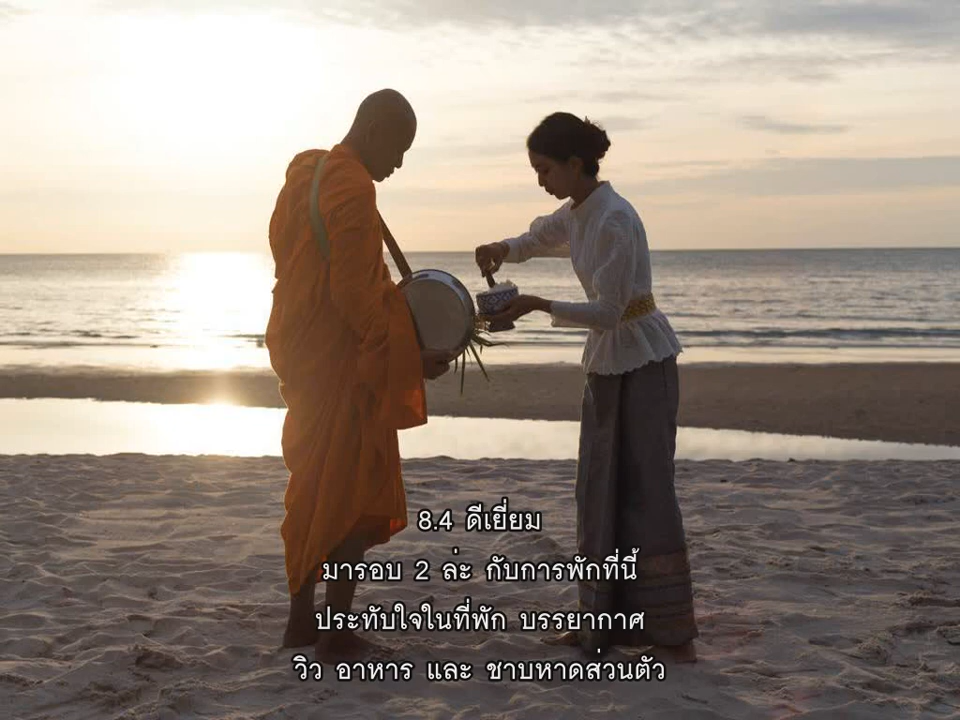 8.4 ดีเยี่ยม
มารอบ 2 ล่ะ กับการพักที่นี้
ประทับใจในที่พัก บรรยากาศ
วิว อาหาร และ ชาบหาดส่วนตัว